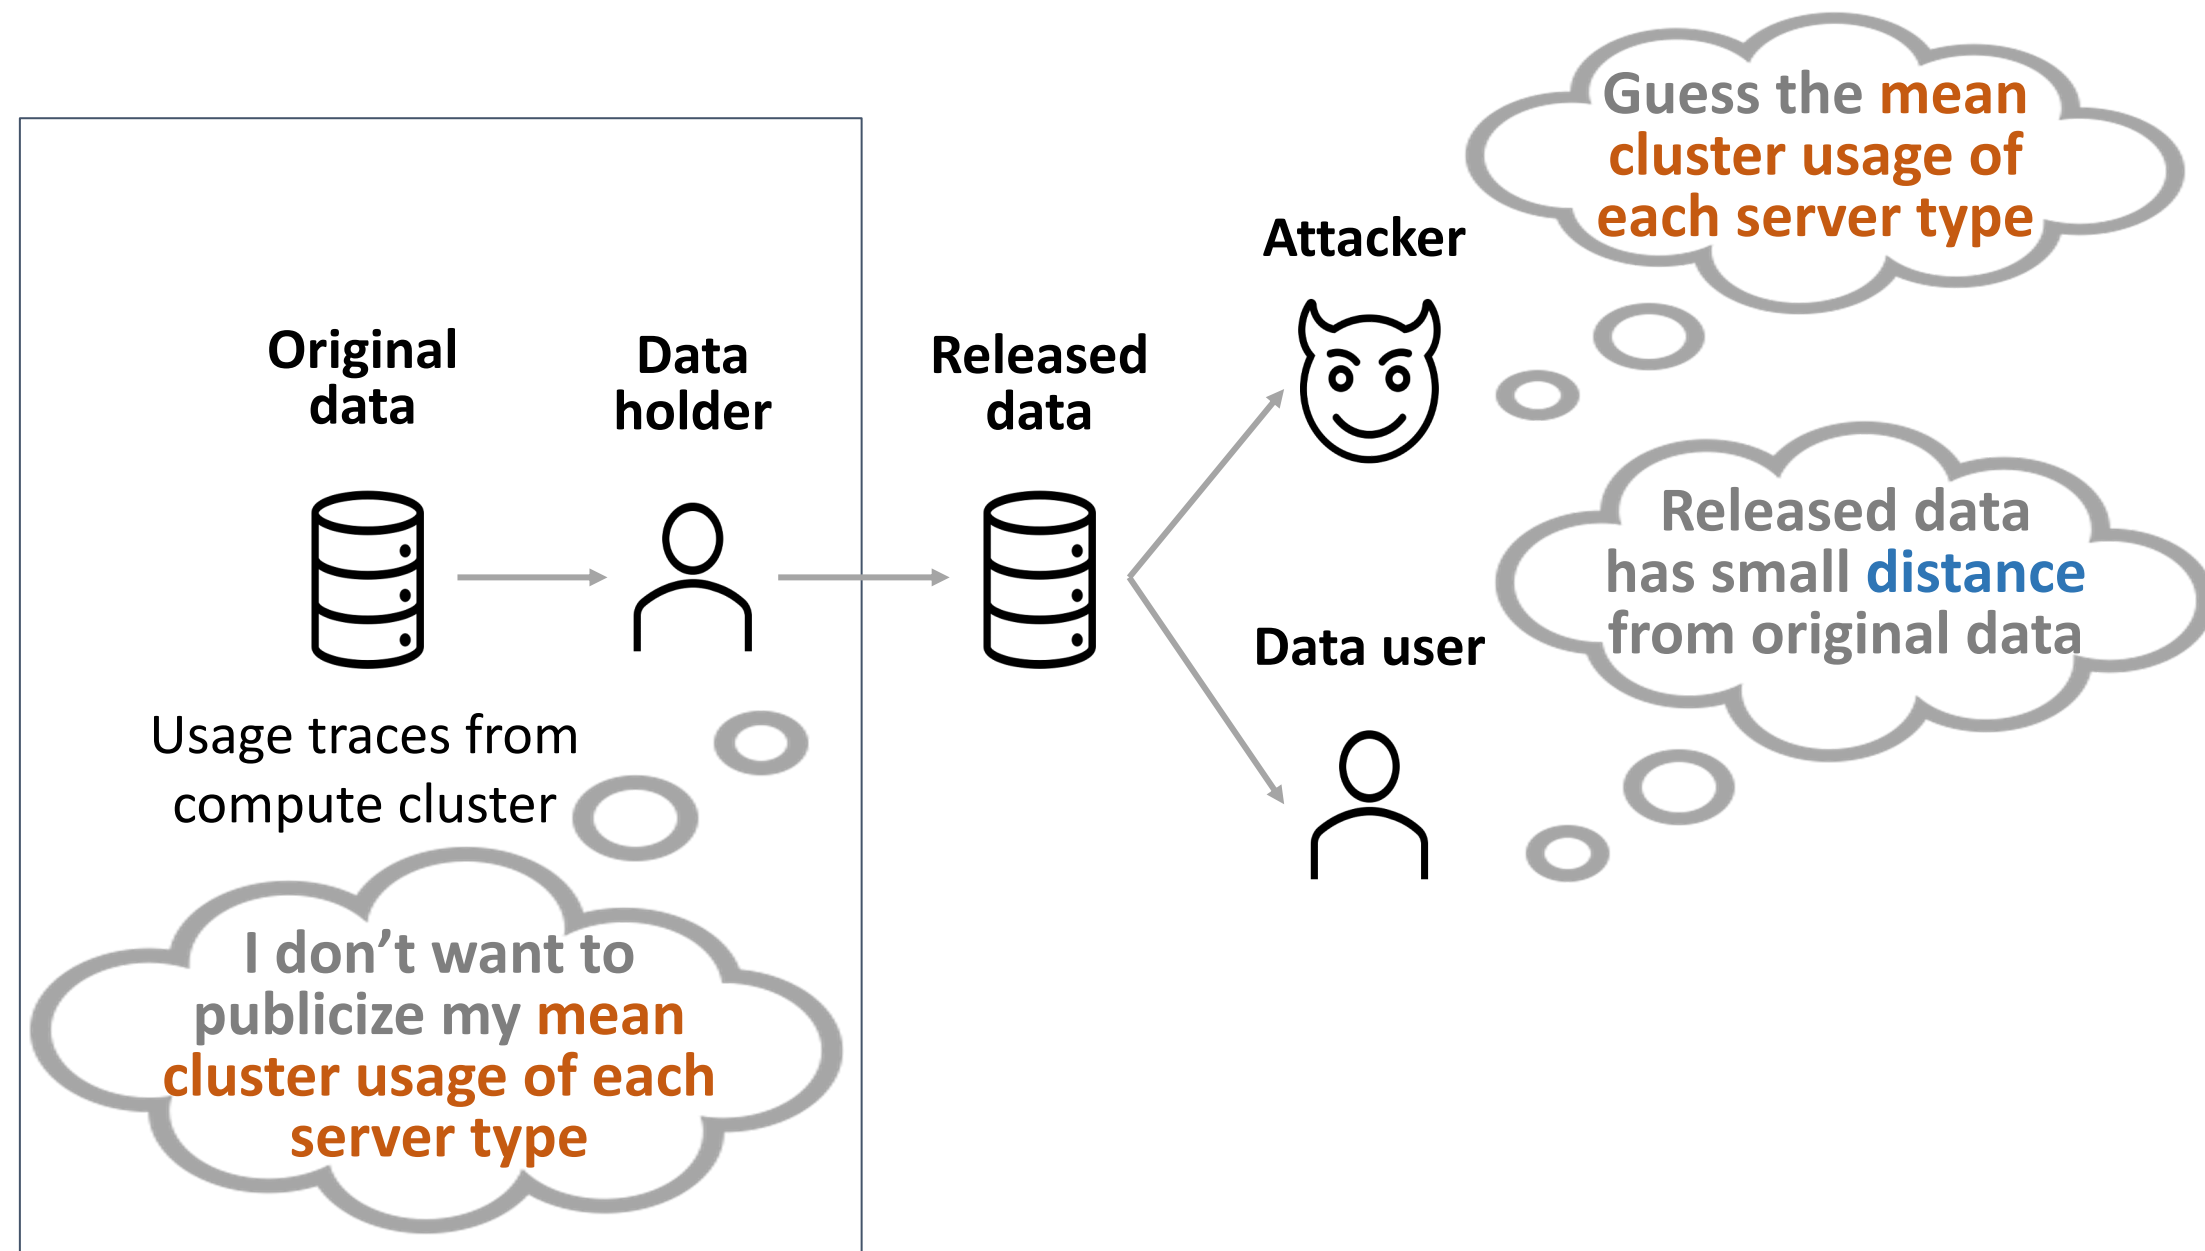 Original
data
Data
holder
Usage traces from
compute cluster
I don’t want to
publicize my mean
cluster usage of each
server type
Released
data
Attacker
Guess the mean
cluster usage of
each server type
Data user
Released data
has small distance
from original data